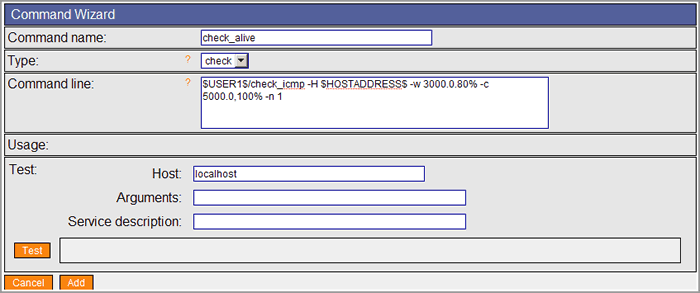 Command Wizard
Command name: check_alive
Type: ? check
Command line: ? $USER1$/check_icmp -H $HOSTADDRESS$ -w 3000.0.80% -c
5000.0,100% -n 1
Usage:
Test: Host: localhost
Arguments:
Service description:
Test
Cancel Add